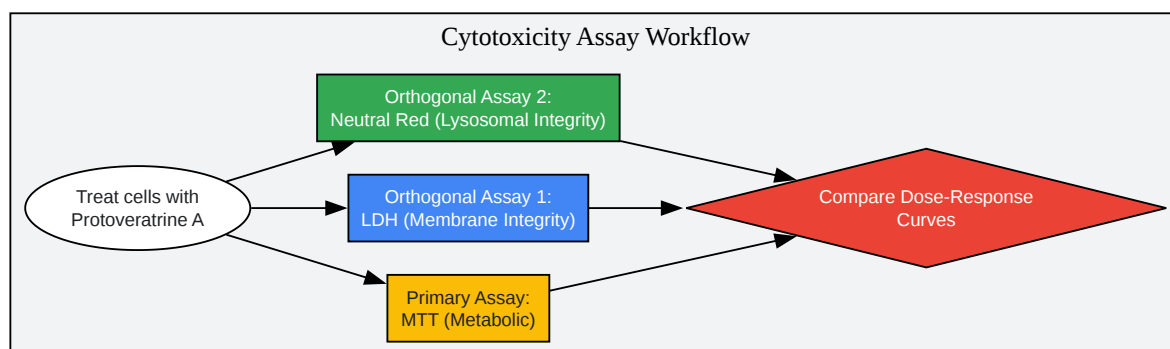 Cytotoxicity Assay Workflow
Orthogonal Assay 2:
Neutral Red (Lysosomal Integrity)
Treat cells with
Protoveratrine A
Orthogonal Assay 1:
LDH (Membrane Integrity)
Compare Dose-Response
Curves
Primary Assay:
MTT (Metabolic)